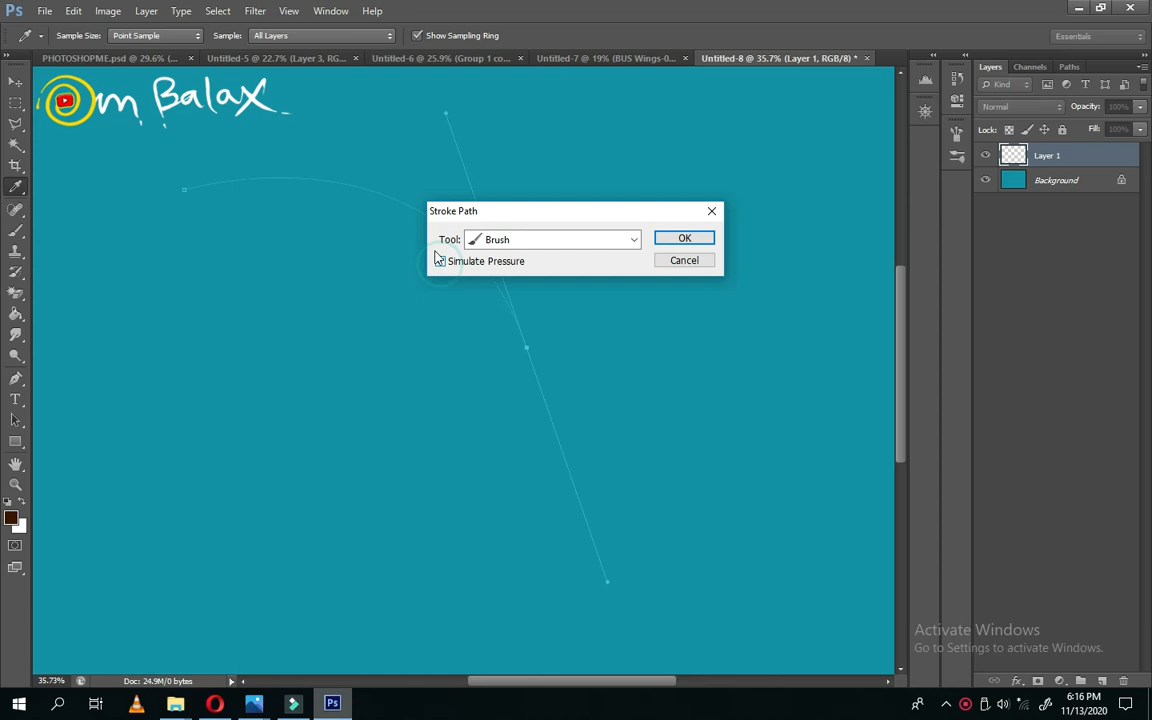 Ps File Edit Image Layer Type Select Filter View Window Help
Sample Size: Point Sample Sample: All Layers Show Sampling Ring Essentials
PHOTOSHOPME.psd @ 29.6% (... × Untitled-5 @ 22.7% (Layer 3, RG... × Untitled-6 @ 25.9% (Group 1 co... × Untitled-7 @ 19% (BUS Wings-0... × Untitled-8 @ 35.7% (Layer 1, RGB/8) * ×
Layers Channels Paths
Kind
Normal Opacity: 100%
Lock: Fill: 100%
Layer 1
Background
m Balax
Stroke Path
Tool: Brush OK
Simulate Pressure Cancel
Activate Windows
Go to Settings to activate Windows.
35.73% Doc: 24.9M/0 bytes
Ps 6:16 PM
11/13/2020